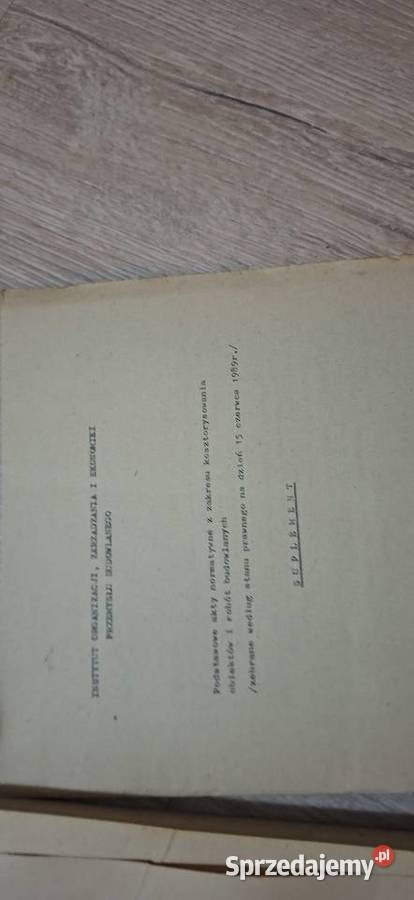 INSTYTUT ORGANIZACJI, ZARZĄDZANIA I EKONOMIKI
PRZEMYSŁU BUDOWLANEGO
Podstawowe akty normatywne z zakresu kosztorysowania
obiektów i robót budowlanych
/zebrane według stanu prawnego na dzień 15 czerwca 1989r./
SUPLEMENT
Sprzedajemy.pl